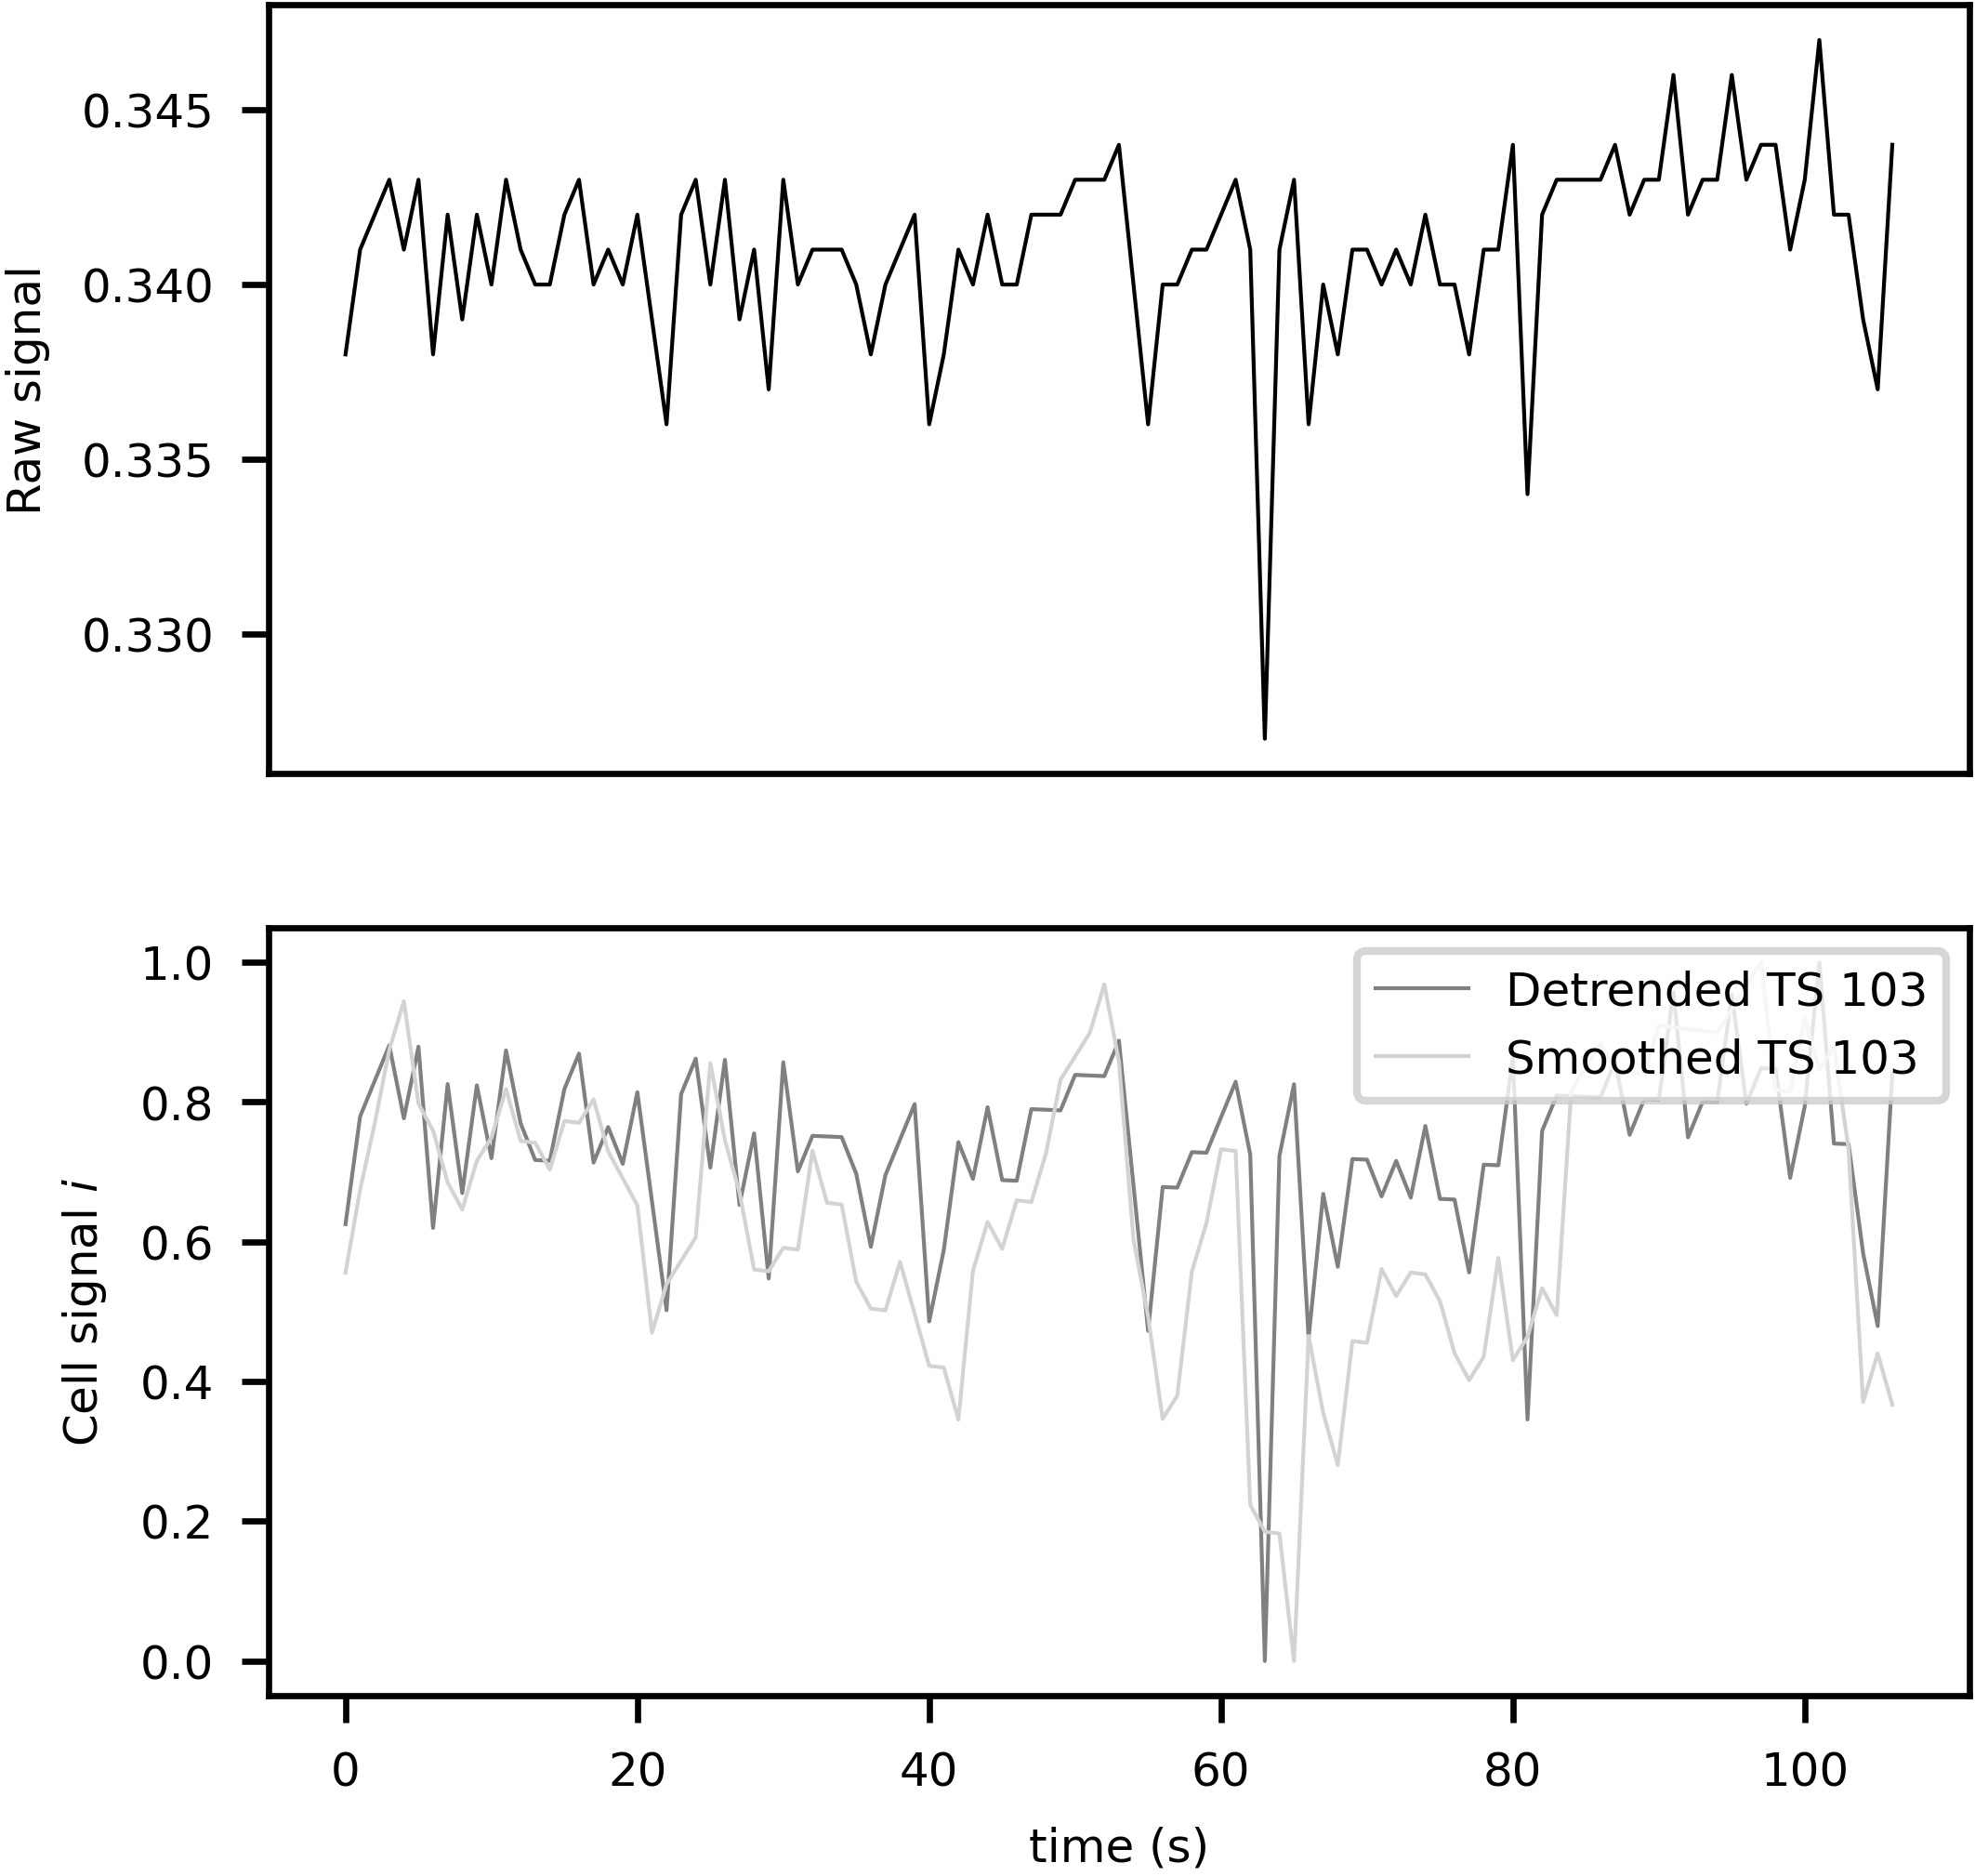 Raw signal
0.345
0.340
0.335
0.330
Cell signal i
1.0
0.8
0.6
0.4
0.2
0.0
Detrended TS 103
Smoothed TS 103
0 20 40 60 80 100
time (s)